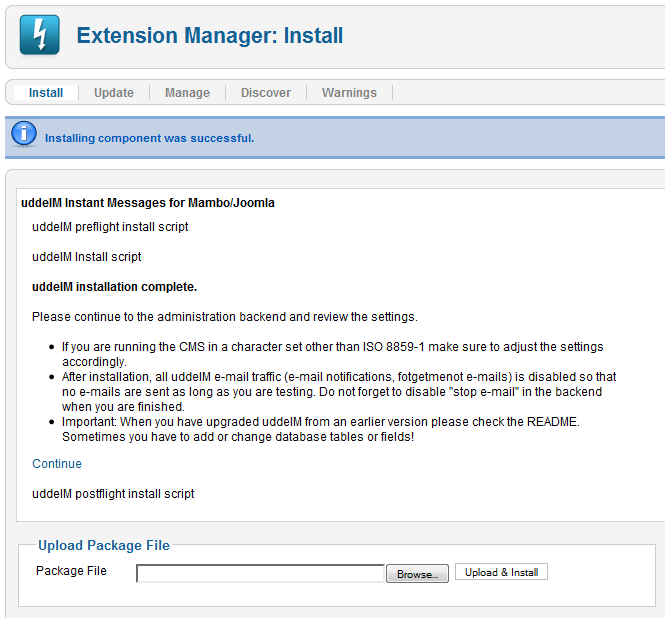 Extension Manager: Install
Install Update Manage Discover Warnings
Installing component was successful.
uddeIM Instant Messages for Mambo/Joomla
uddeIM preflight install script
uddeIM Install script
uddeIM installation complete.
Please continue to the administration backend and review the settings.
If you are running the CMS in a character set other than ISO 8859-1 make sure to adjust the settings
accordingly.
After installation, all uddeIM e-mail traffic (e-mail notifications, fotgetmenot e-mails) is disabled so that
no e-mails are sent as long as you are testing. Do not forget to disable "stop e-mail" in the backend
when you are finished.
Important: When you have upgraded uddeIM from an earlier version please check the README.
Sometimes you have to add or change database tables or fields!
Continue
uddeIM postflight install script
Upload Package File
Package File Browse... Upload & Install